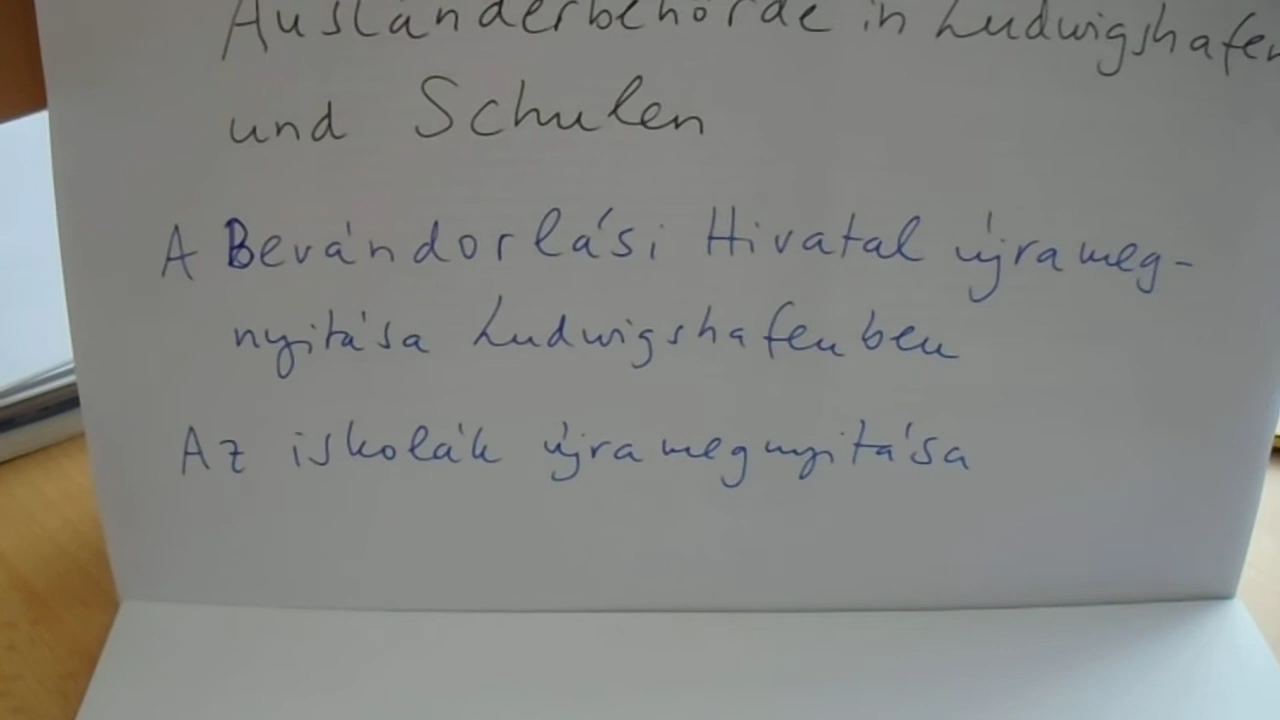 Ausländerbehörde in Ludwigshafen
und Schulen
A Bevándorlási Hivatal újrameg-
nyitása Ludwigshafenben
Az iskolák újramegnyitása